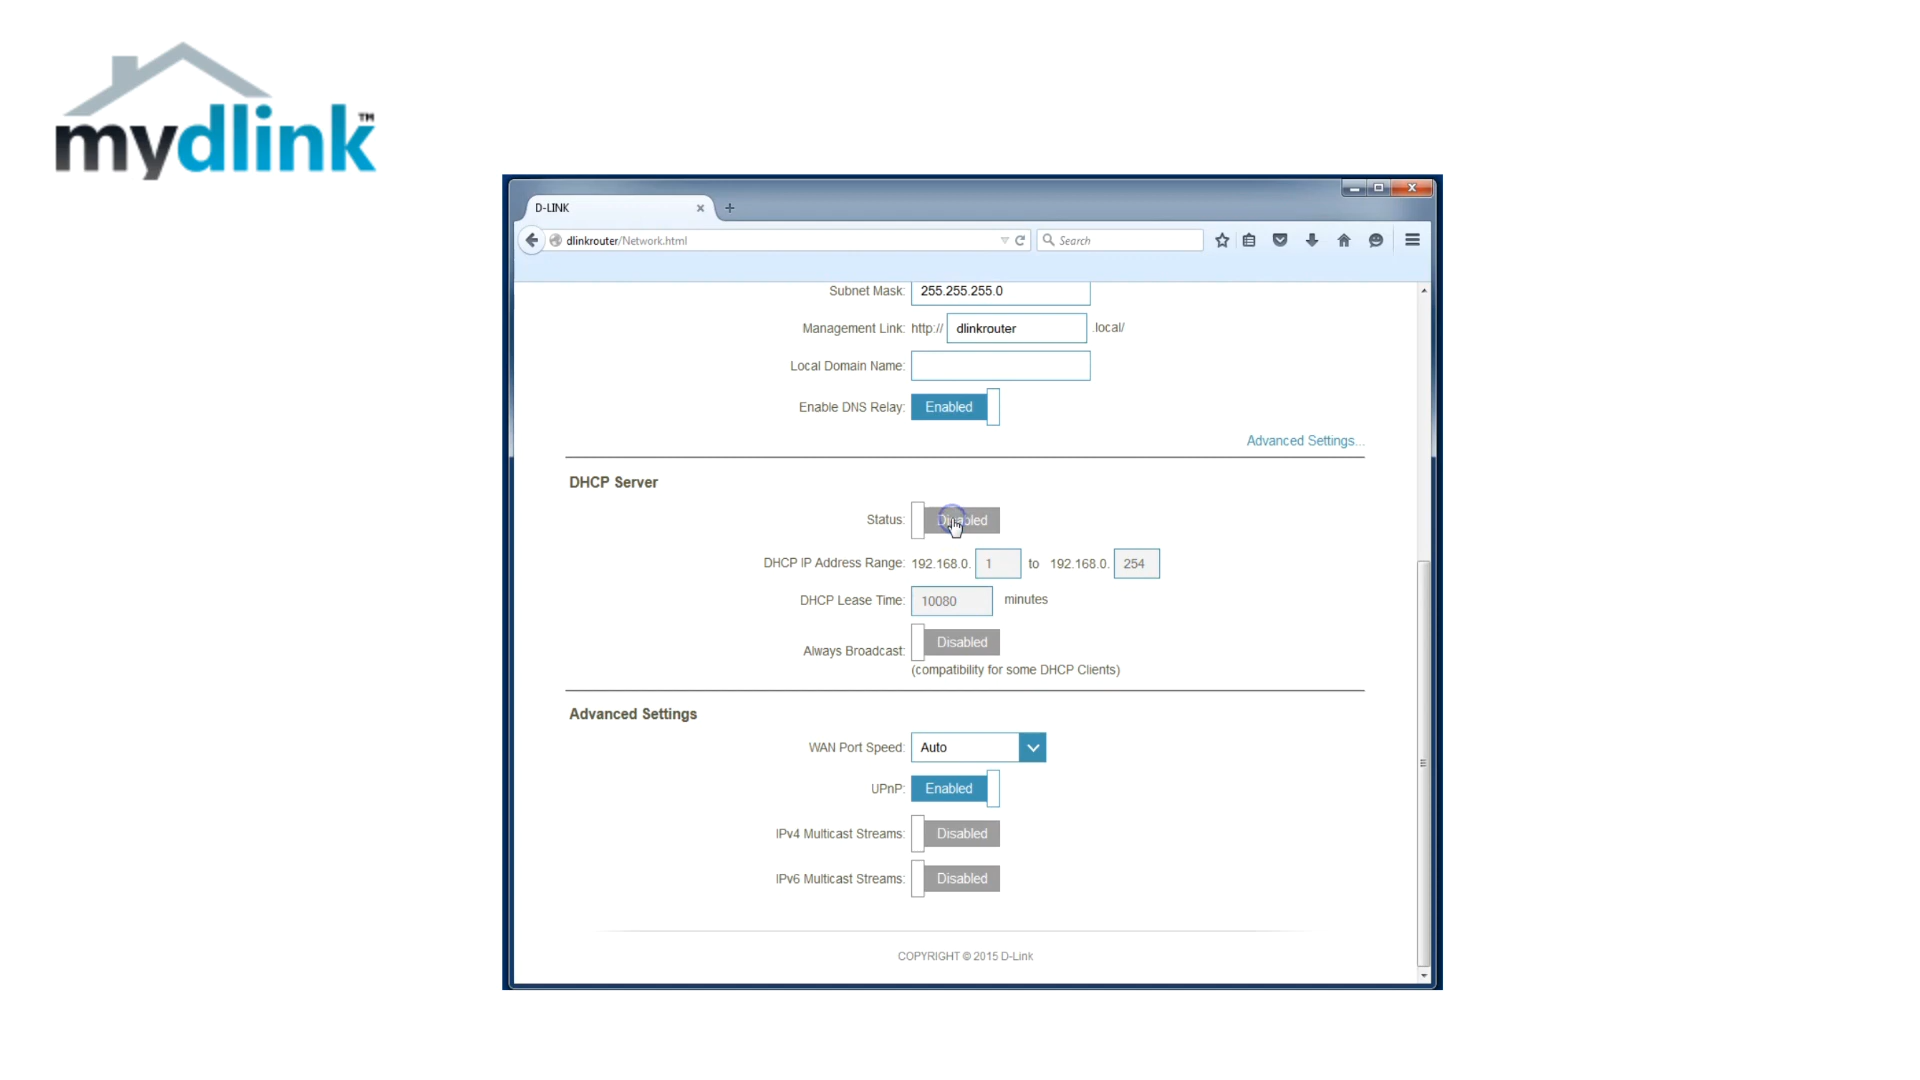 mydlink™
D-LINK
dlinkrouter/Network.html
Search
Subnet Mask: 255.255.255.0
Management Link: http:// dlinkrouter .local/
Local Domain Name:
Enable DNS Relay: Enabled
Advanced Settings...
DHCP Server
Status: Disabled
DHCP IP Address Range: 192.168.0. 1 to 192.168.0. 254
DHCP Lease Time: 10080 minutes
Always Broadcast: Disabled
(compatibility for some DHCP Clients)
Advanced Settings
WAN Port Speed: Auto
UPnP: Enabled
IPv4 Multicast Streams: Disabled
IPv6 Multicast Streams: Disabled
COPYRIGHT © 2015 D-Link